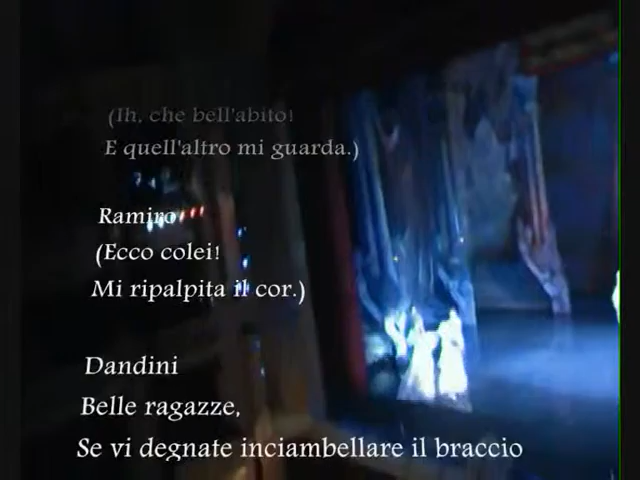 (Ih, che bell'abito!
E quell'altro mi guarda.)
Ramiro
(Ecco colei!
Mi ripalpita il cor.)
Dandini
Belle ragazze,
Se vi degnate inciambellare il braccio